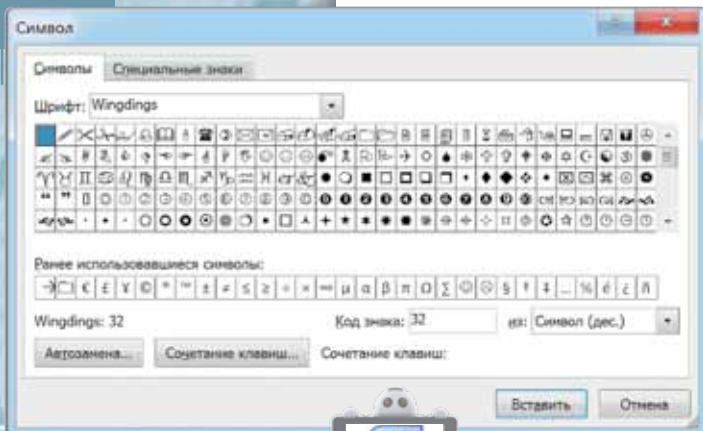 Символ
Символы Специальные знаки
Шрифт: Wingdings
Ранее использовавшиеся символы:
€ £ ¥ © ® ™ ± ≠ ≤ ≥ ÷ × ∞ µ α β π Ω ∑ ☺ ☹ § † ‡ … ‰
Wingdings: 32
Код знака: 32 из: Символ (дес.)
Автозамена... Сочетание клавиш... Сочетание клавиш:
Вставить Отмена